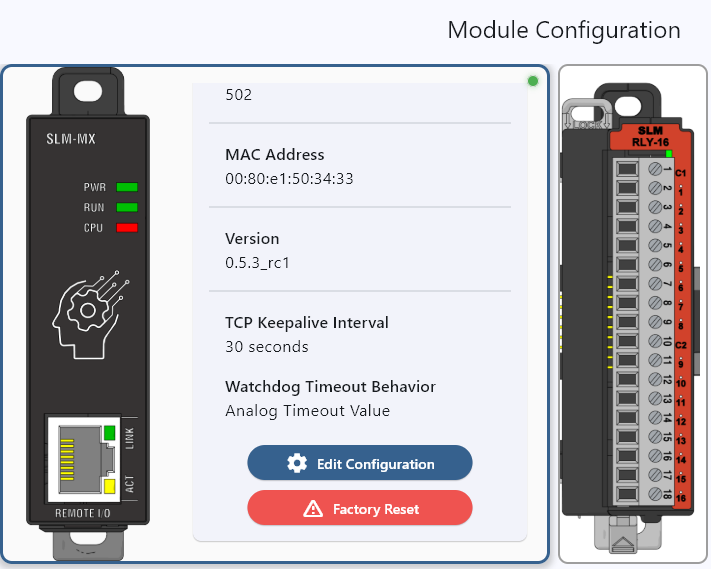 Module Configuration
SLM-MX
PWR
RUN
CPU
LINK
ACT
REMOTE I/O
502
MAC Address
00:80:e1:50:34:33
Version
0.5.3_rc1
TCP Keepalive Interval
30 seconds
Watchdog Timeout Behavior
Analog Timeout Value
Edit Configuration
Factory Reset
LOCK
SLM
RLY-16
1 C1
2 1
3 2
4 3
5 4
6 5
7 6
8 7
9 8
10 C2
11 9
12 10
13 11
14 12
15 13
16 14
17 15
18 16